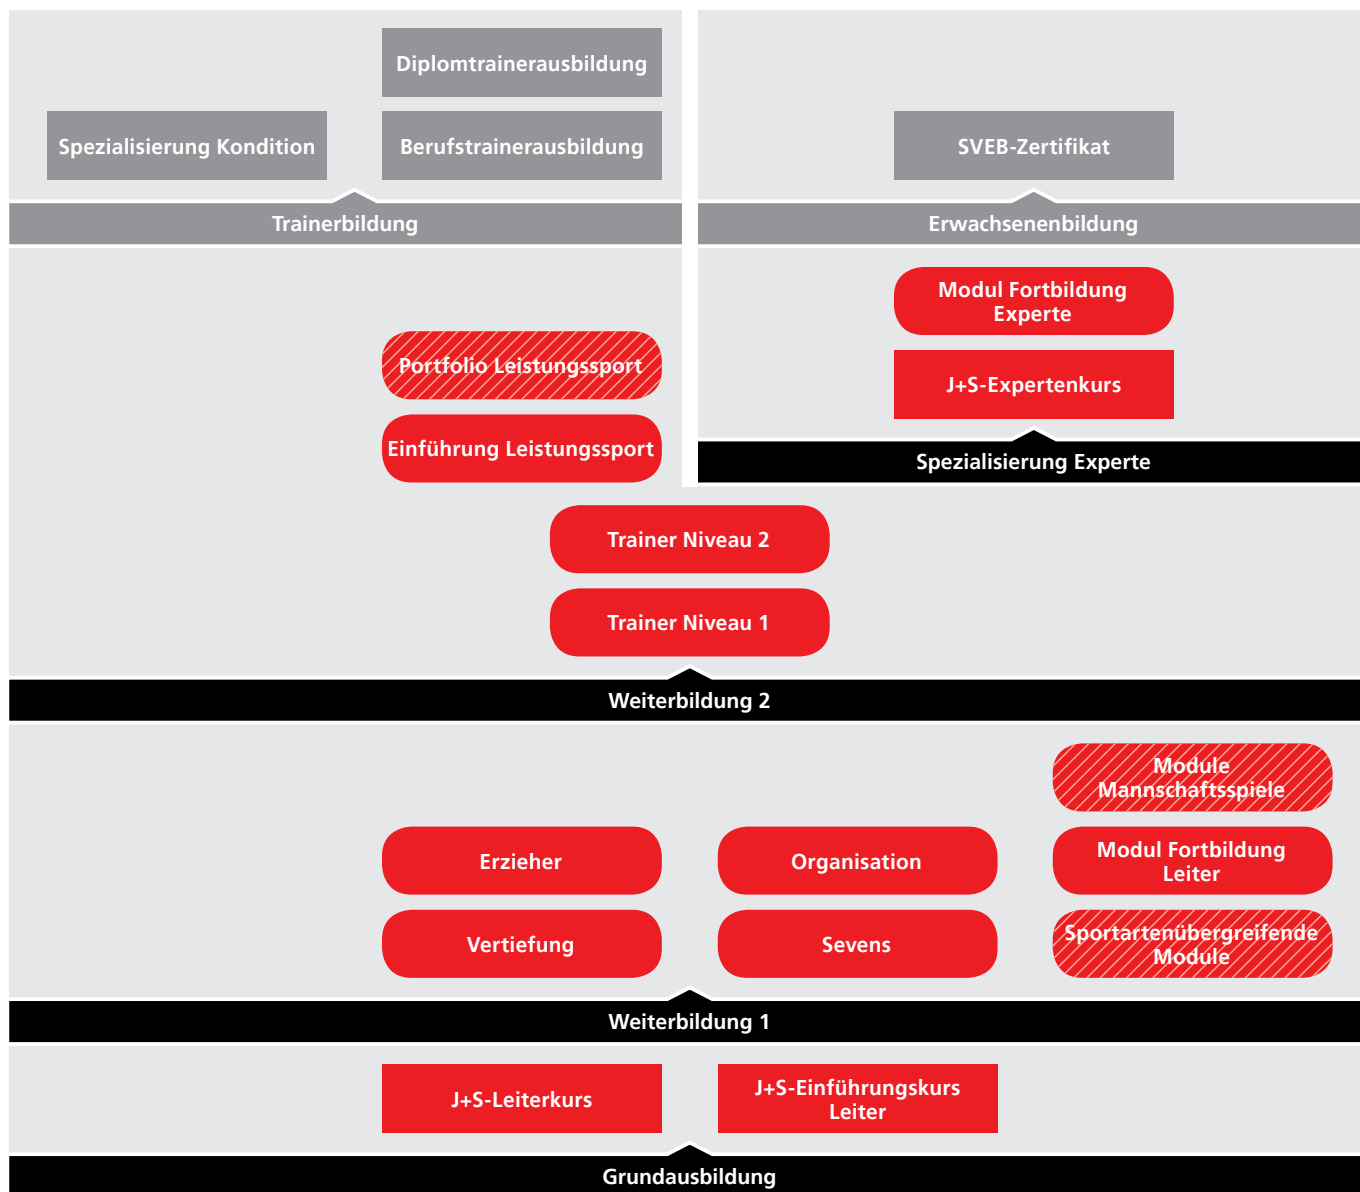 Diplomtrainerausbildung
Spezialisierung Kondition
Berufstrainerausbildung
SVEB-Zertifikat
Trainerbildung
Erwachsenenbildung
Modul Fortbildung
Experte
Portfolio Leistungssport
J+S-Expertenkurs
Einführung Leistungssport
Spezialisierung Experte
Trainer Niveau 2
Trainer Niveau 1
Weiterbildung 2
Module
Mannschaftsspiele
Erzieher
Organisation
Modul Fortbildung
Leiter
Vertiefung
Sevens
Sportartenübergreifende
Module
Weiterbildung 1
J+S-Leiterkurs
J+S-Einführungskurs
Leiter
Grundausbildung